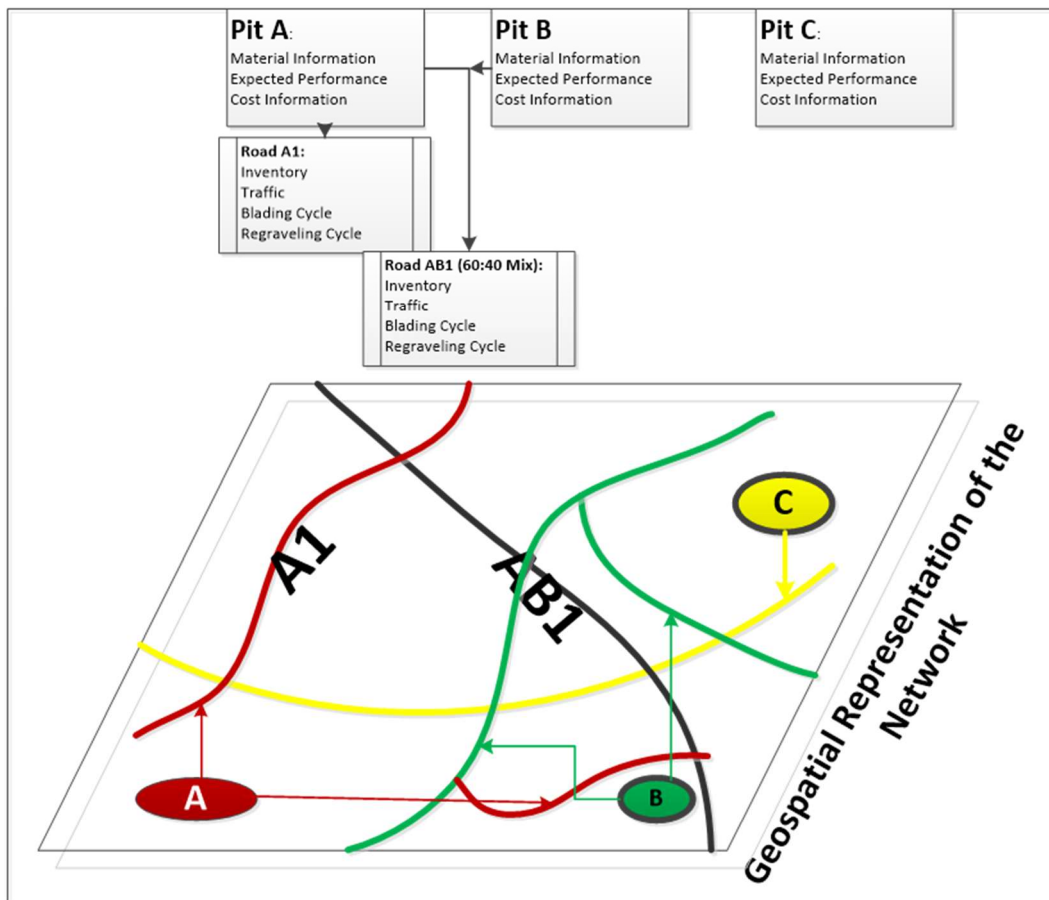 Pit A:
Material Information
Expected Performance
Cost Information
Pit B
Material Information
Expected Performance
Cost Information
Pit C:
Material Information
Expected Performance
Cost Information
Road A1:
Inventory
Traffic
Blading Cycle
Regraveling Cycle
Road AB1 (60:40 Mix):
Inventory
Traffic
Blading Cycle
Regraveling Cycle
A1
AB1
C
A
B
Geospatial Representation of the
Network